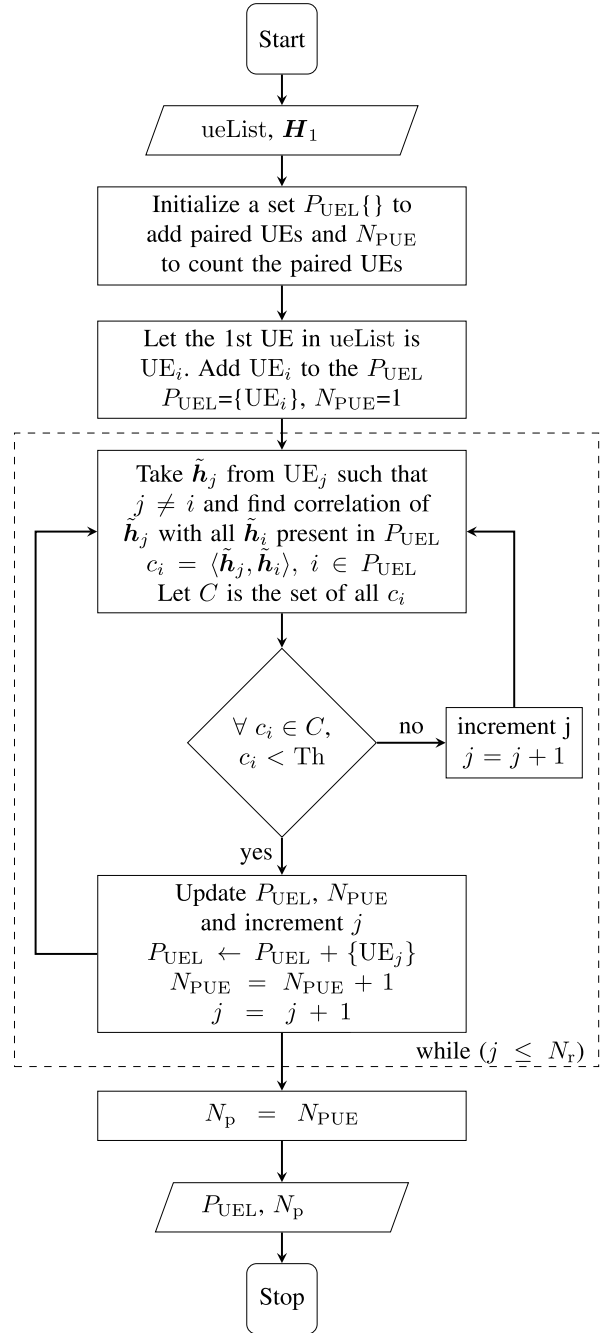 Start
ueList, H₁
Initialize a set P_UEL{} to
add paired UEs and N_PUE
to count the paired UEs
Let the 1st UE in ueList is
UE_i. Add UE_i to the P_UEL
P_UEL={UE_i}, N_PUE=1
Take h̃_j from UE_j such that
j ≠ i and find correlation of
h̃_j with all h̃_i present in P_UEL
c_i = ⟨h̃_j, h̃_i⟩, i ∈ P_UEL
Let C is the set of all c_i
∀ c_i ∈ C,
c_i < Th
no
increment j
j = j + 1
yes
Update P_UEL, N_PUE
and increment j
P_UEL ← P_UEL + {UE_j}
N_PUE = N_PUE + 1
j = j + 1
while (j ≤ N_r)
N_p = N_PUE
P_UEL, N_p
Stop